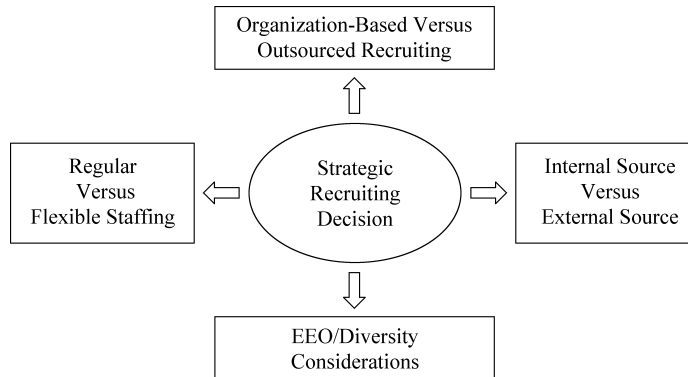 Organization-Based Versus
Outsourced Recruiting
Regular
Versus
Flexible Staffing
Strategic
Recruiting
Decision
Internal Source
Versus
External Source
EEO/Diversity
Considerations